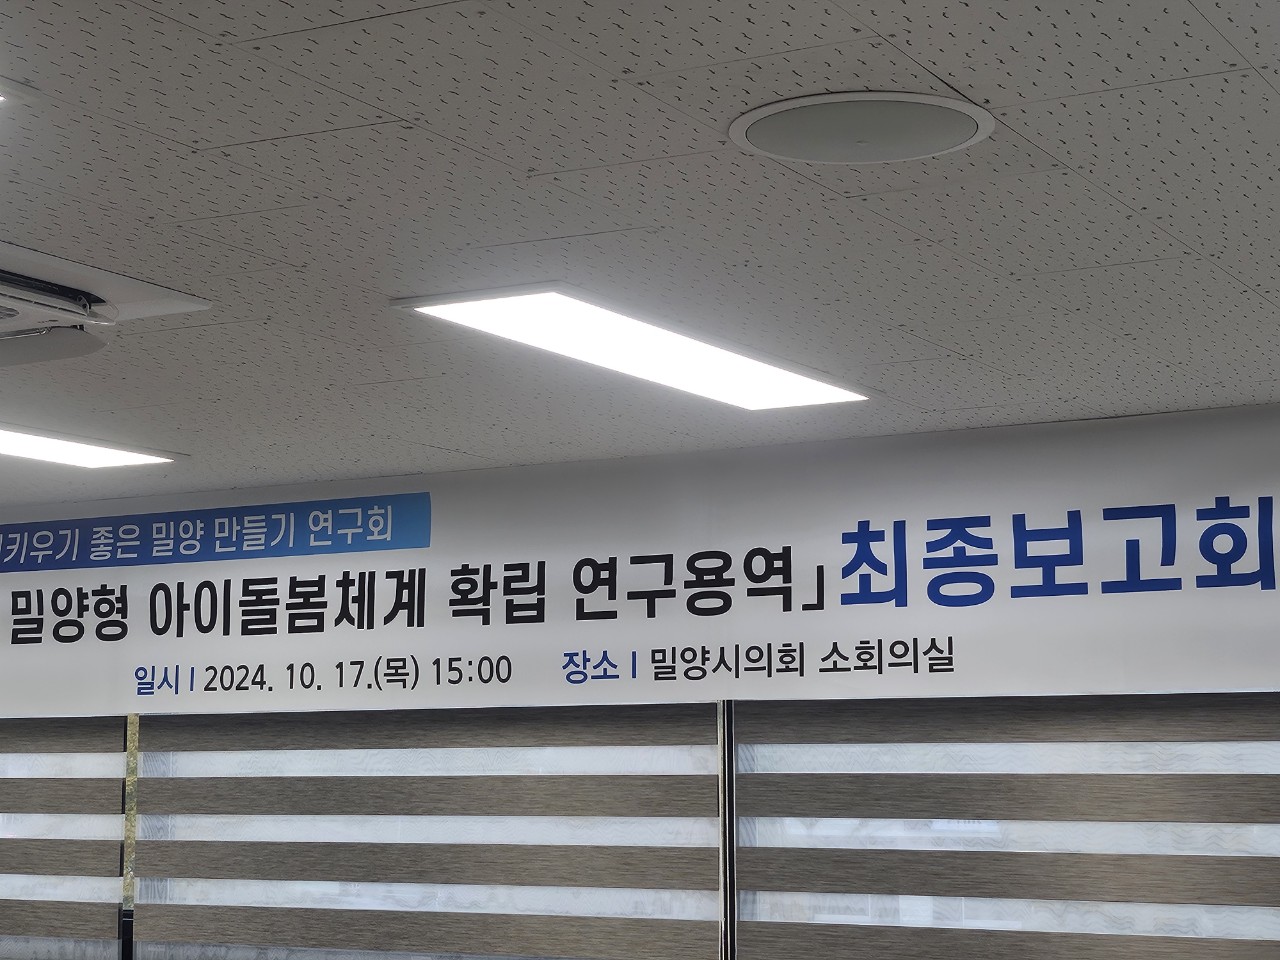 키우기 좋은 밀양 만들기 연구회
밀양형 아이돌봄체계 확립 연구용역」 최종보고회
일시 | 2024. 10. 17.(목) 15:00 장소 | 밀양시의회 소회의실